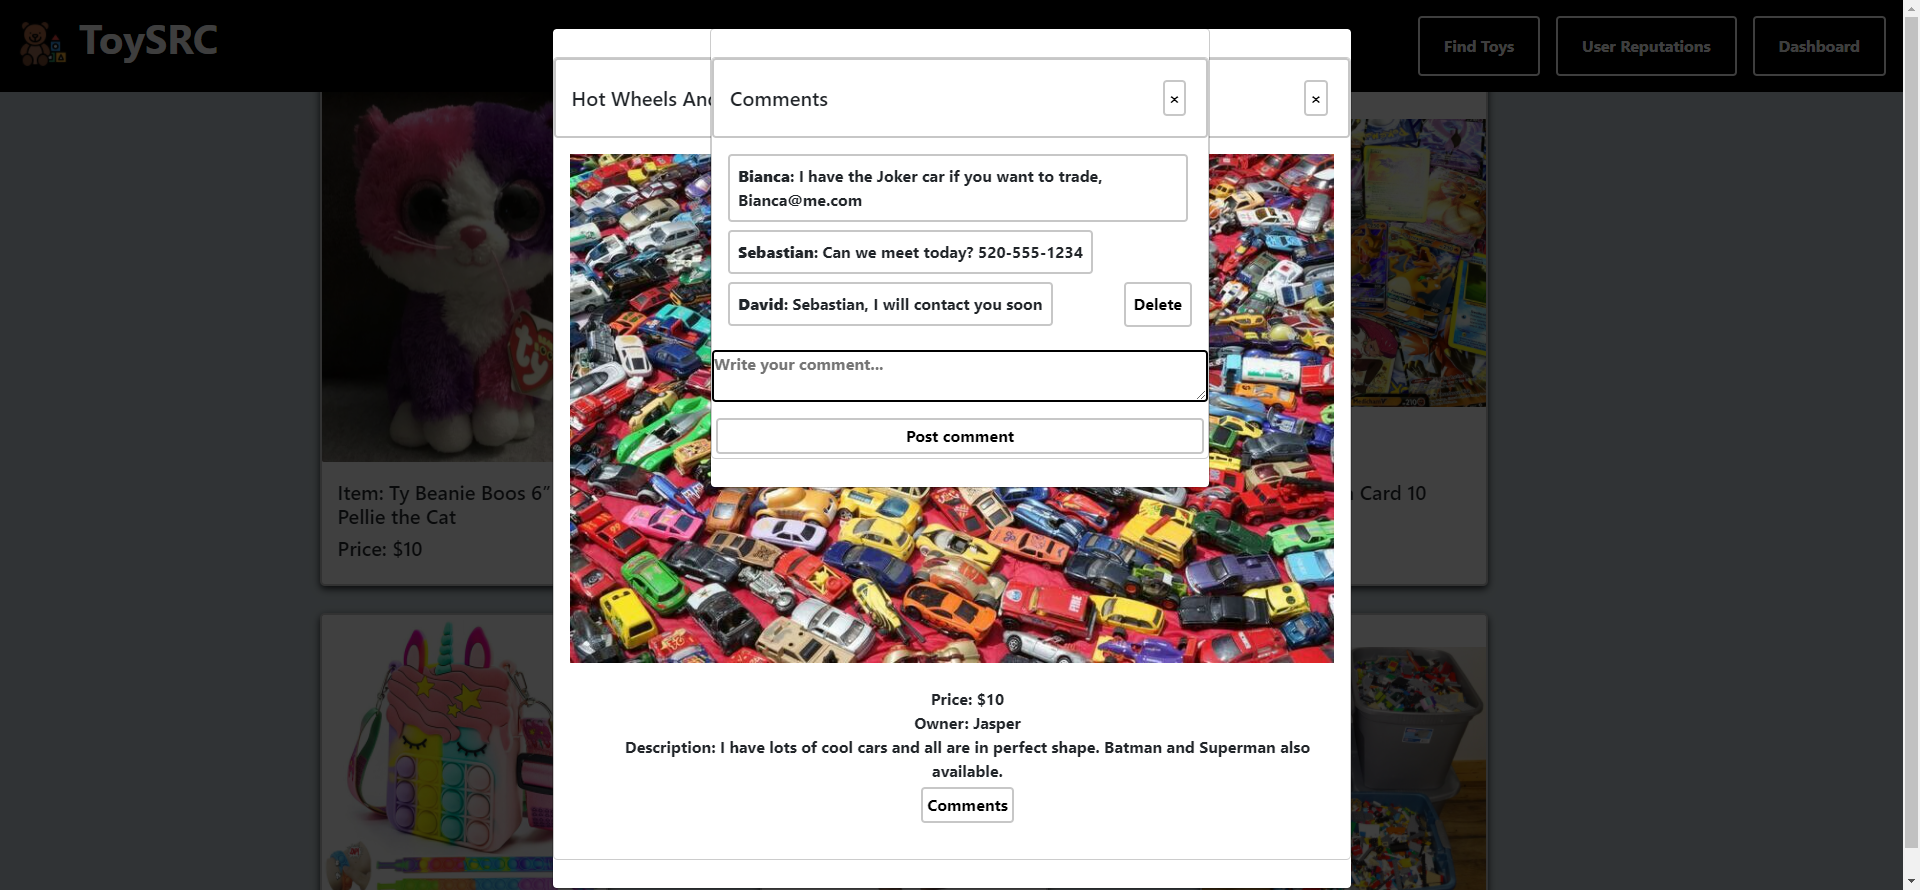 ToySRC
Find Toys
User Reputations
Dashboard
Hot Wheels And
×
Comments
×
Bianca: I have the Joker car if you want to trade,
Bianca@me.com
Sebastian: Can we meet today? 520-555-1234
David: Sebastian, I will contact you soon
Delete
Write your comment...
Post comment
ty
Item: Ty Beanie Boos 6”
Pellie the Cat
Price: $10
Card 10
FIRE
Price: $10
Owner: Jasper
Description: I have lots of cool cars and all are in perfect shape. Batman and Superman also
available.
Comments